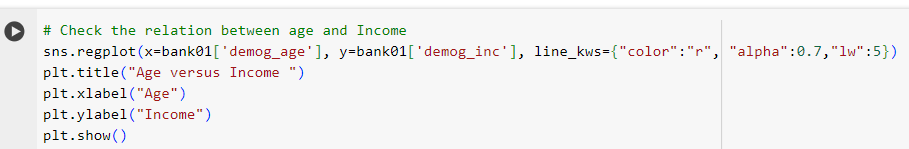 # Check the relation between age and Income
sns.regplot(x=bank01['demog_age'], y=bank01['demog_inc'], line_kws={"color":"r", "alpha":0.7,"lw":5})
plt.title("Age versus Income ")
plt.xlabel("Age")
plt.ylabel("Income")
plt.show()